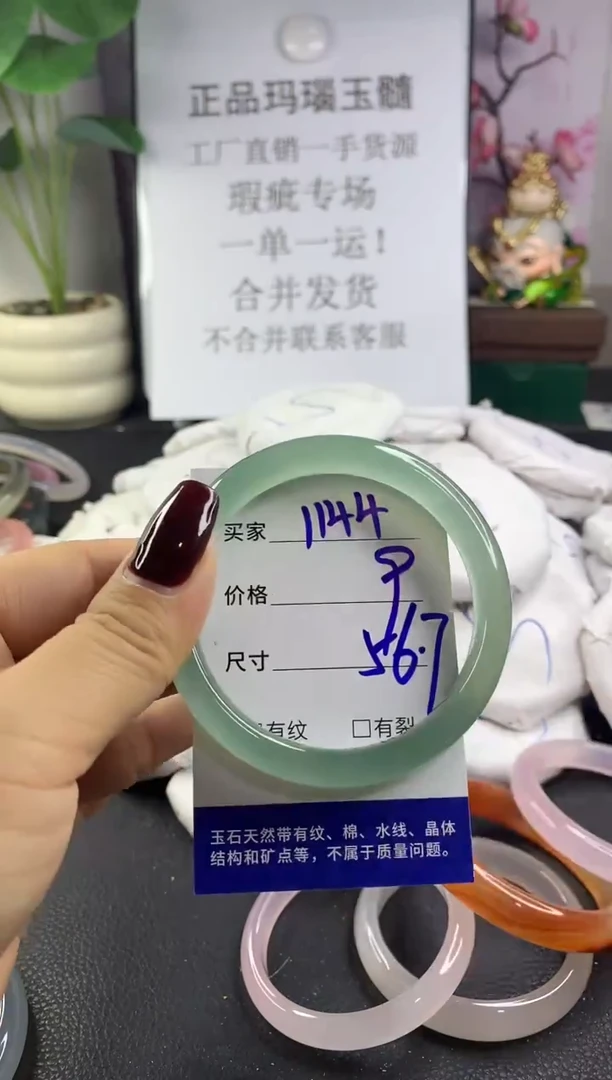 正品玛瑙玉髓
工厂直销一手货源
瑕疵专场
一单一运！
合并发货
不合并联系客服
买家 1144
价格
尺寸 56.7
有纹 □有裂
玉石天然带有纹、棉、水线、晶体
结构和矿点等，不属于质量问题。